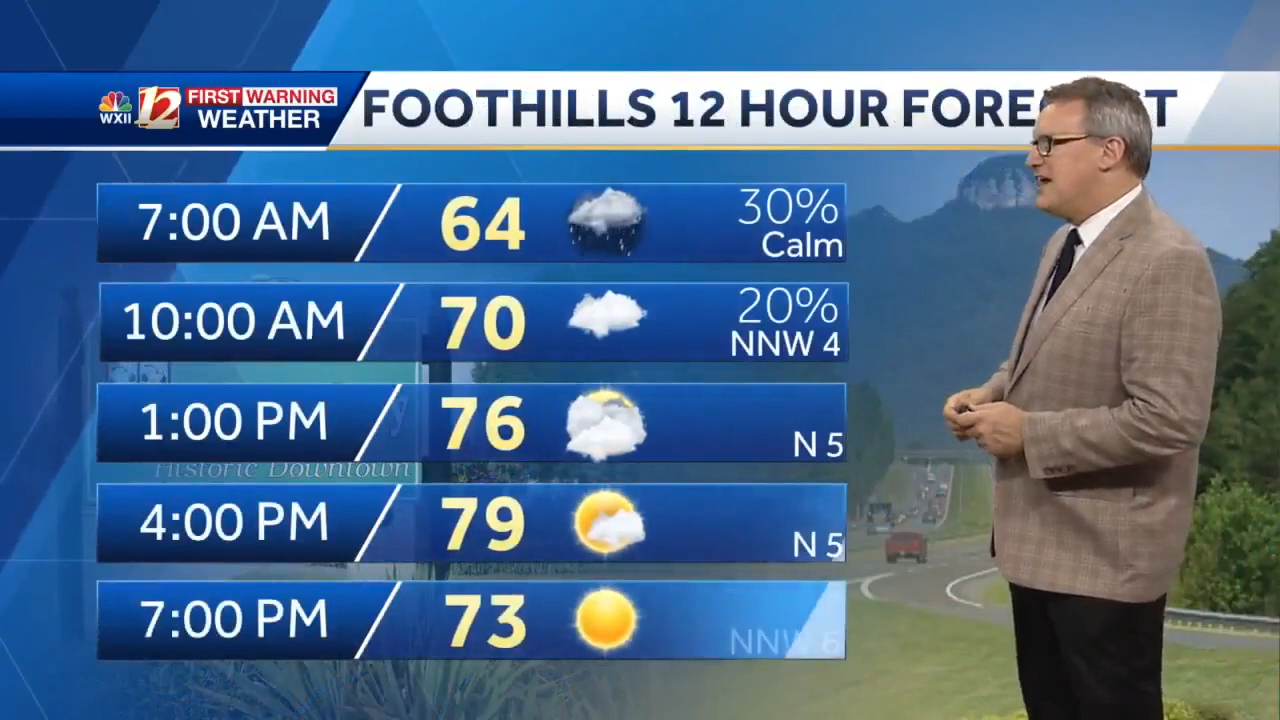 WXII 12 FIRST WARNING
WEATHER
FOOTHILLS 12 HOUR FORE T
7:00 AM 64 30%
Calm
10:00 AM 70 20%
NNW 4
1:00 PM 76 N 5
Historic Downtown
4:00 PM 79 N 5
7:00 PM 73 NNW 6